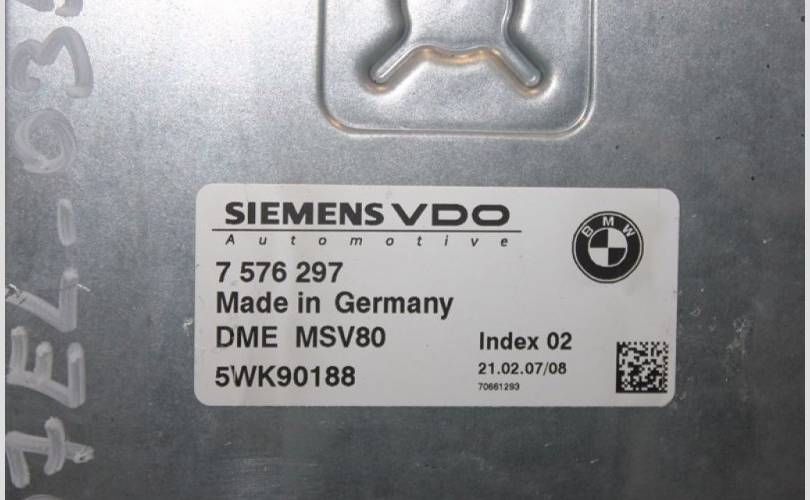 SIEMENS VDO
Automotive
BMW
7 576 297
Made in Germany
DME MSV80
Index 02
5WK90188
21.02.07/08
70661293